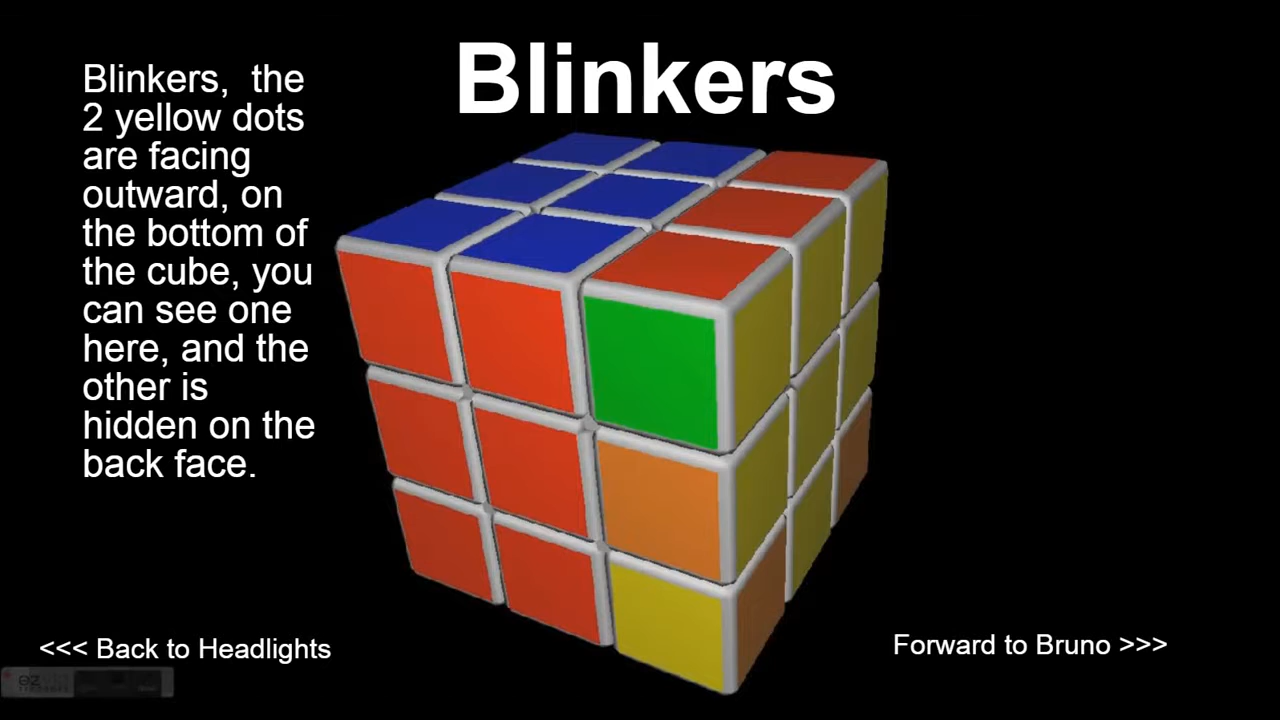 Blinkers
Blinkers, the
2 yellow dots
are facing
outward, on
the bottom of
the cube, you
can see one
here, and the
other is
hidden on the
back face.
<<< Back to Headlights
Forward to Bruno >>>